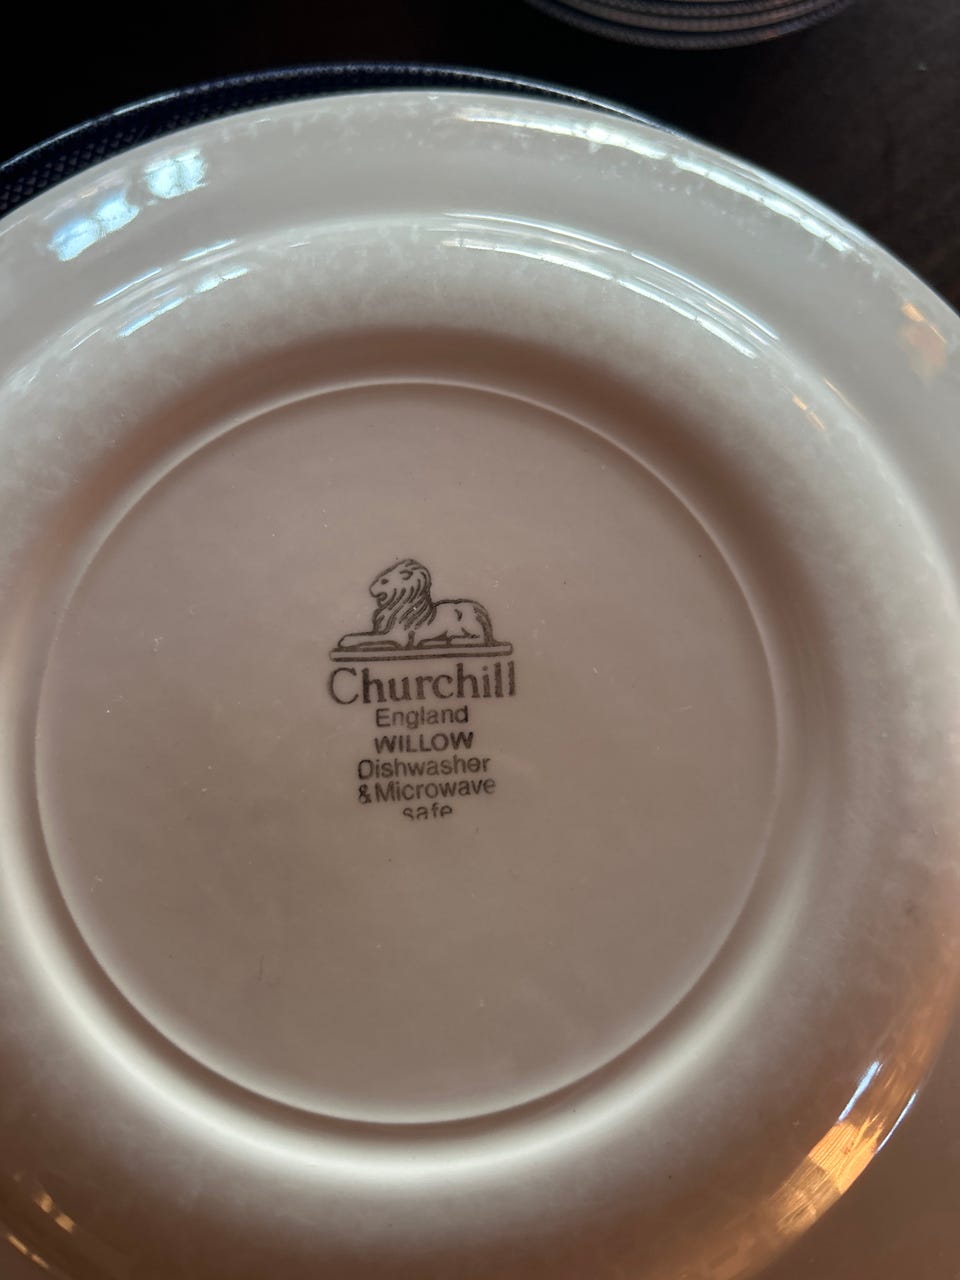 Churchill
England
WILLOW
Dishwasher
&Microwave
safe